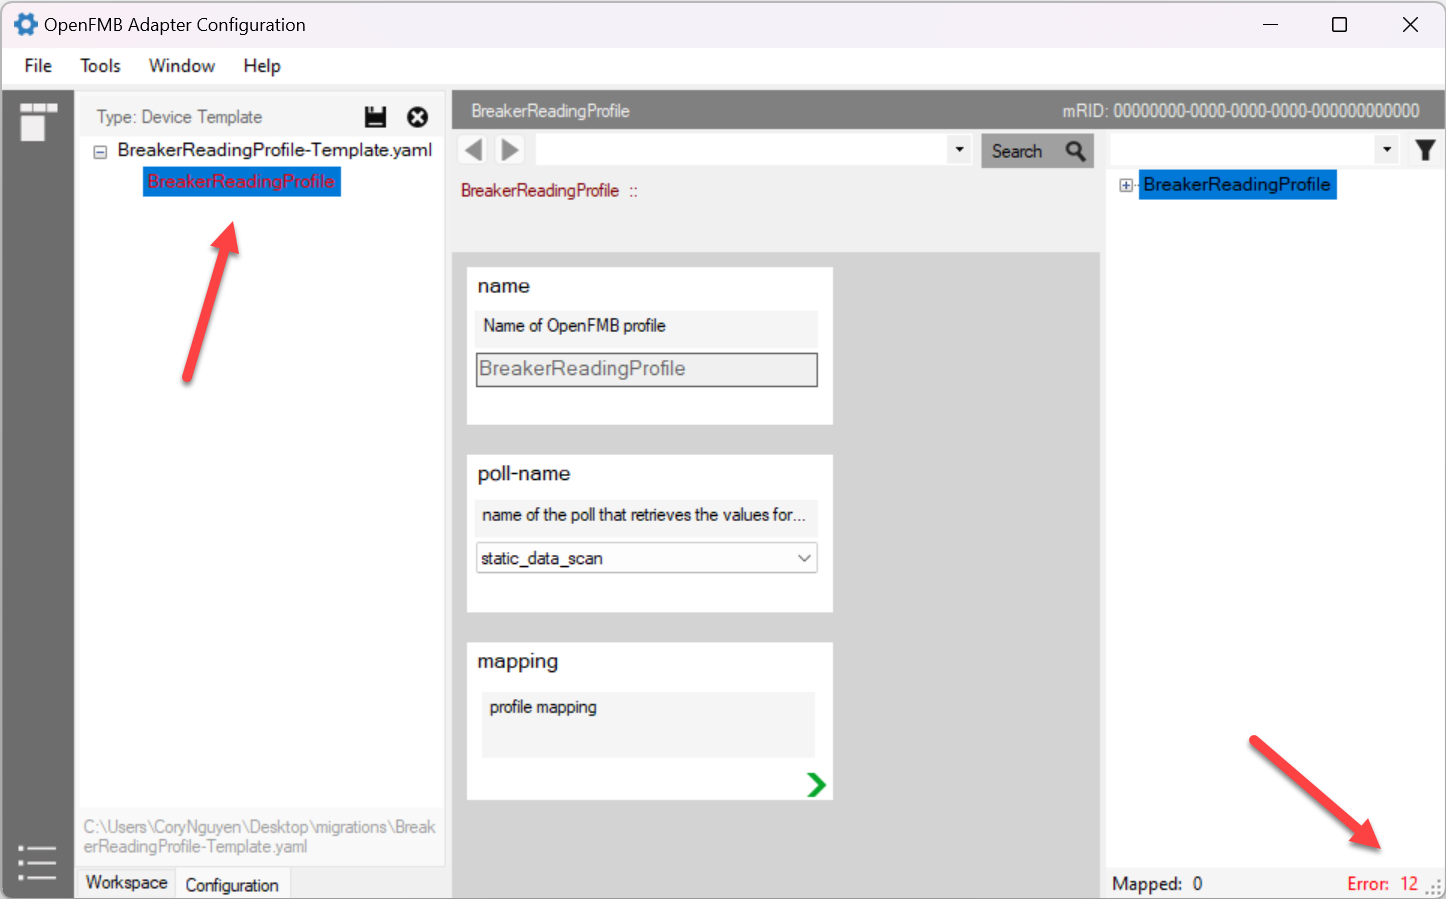 OpenFMB Adapter Configuration
File Tools Window Help
Type: Device Template
BreakerReadingProfile-Template.yaml
BreakerReadingProfile
C:\Users\CoryNguyen\Desktop\migrations\Break
erReadingProfile-Template.yaml
Workspace Configuration
BreakerReadingProfile mRID: 00000000-0000-0000-0000-000000000000
Search
BreakerReadingProfile ::
name
Name of OpenFMB profile
BreakerReadingProfile
poll-name
name of the poll that retrieves the values for...
static_data_scan
mapping
profile mapping
BreakerReadingProfile
Mapped: 0 Error: 12